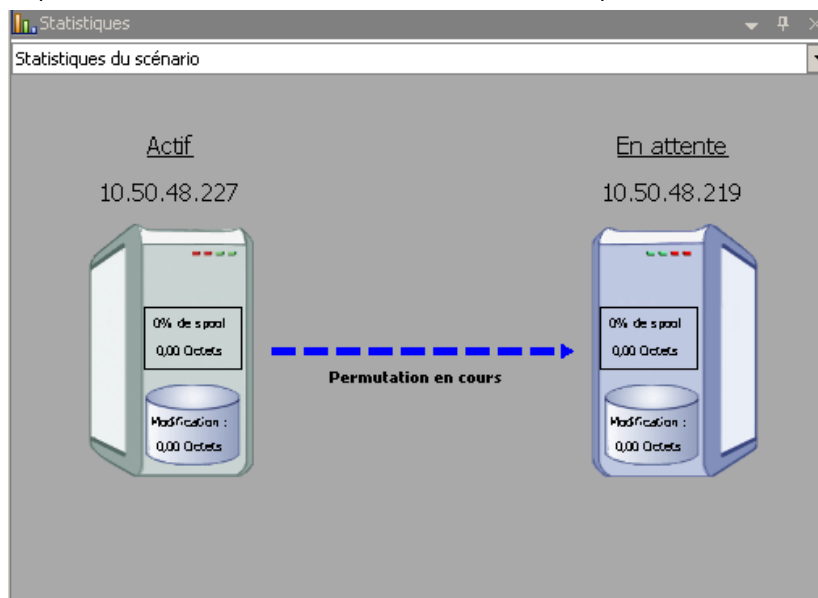 Statistiques
Statistiques du scénario
Actif
En attente
10.50.48.227
10.50.48.219
0% de spool
0,00 Octets
0% de spool
0,00 Octets
Permutation en cours
Modification :
0,00 Octets
Modification :
0,00 Octets